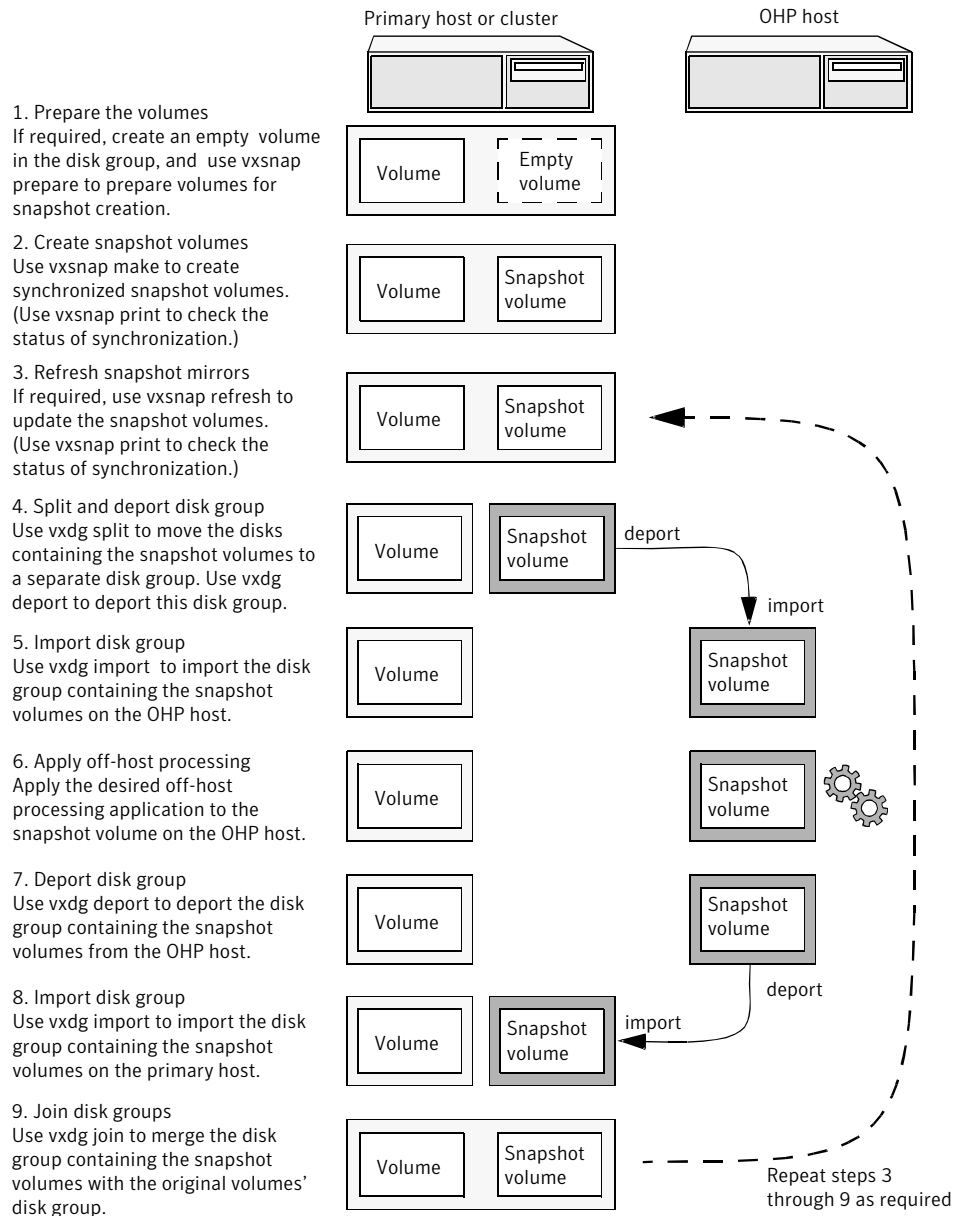 Primary host or cluster
OHP host
1. Prepare the volumes
If required, create an empty volume
in the disk group, and use vxsnap
prepare to prepare volumes for
snapshot creation.
Volume
Empty
volume
2. Create snapshot volumes
Use vxsnap make to create
synchronized snapshot volumes.
(Use vxsnap print to check the
status of synchronization.)
Volume
Snapshot
volume
3. Refresh snapshot mirrors
If required, use vxsnap refresh to
update the snapshot volumes.
(Use vxsnap print to check the
status of synchronization.)
Volume
Snapshot
volume
4. Split and deport disk group
Use vxdg split to move the disks
containing the snapshot volumes to
a separate disk group. Use vxdg
deport to deport this disk group.
Volume
Snapshot
volume
deport
import
5. Import disk group
Use vxdg import to import the disk
group containing the snapshot
volumes on the OHP host.
Volume
Snapshot
volume
6. Apply off-host processing
Apply the desired off-host
processing application to the
snapshot volume on the OHP host.
Volume
Snapshot
volume
7. Deport disk group
Use vxdg deport to deport the disk
group containing the snapshot
volumes from the OHP host.
Volume
Snapshot
volume
deport
8. Import disk group
Use vxdg import to import the disk
group containing the snapshot
volumes on the primary host.
Volume
Snapshot
volume
import
9. Join disk groups
Use vxdg join to merge the disk
group containing the snapshot
volumes with the original volumes’
disk group.
Volume
Snapshot
volume
Repeat steps 3
through 9 as required